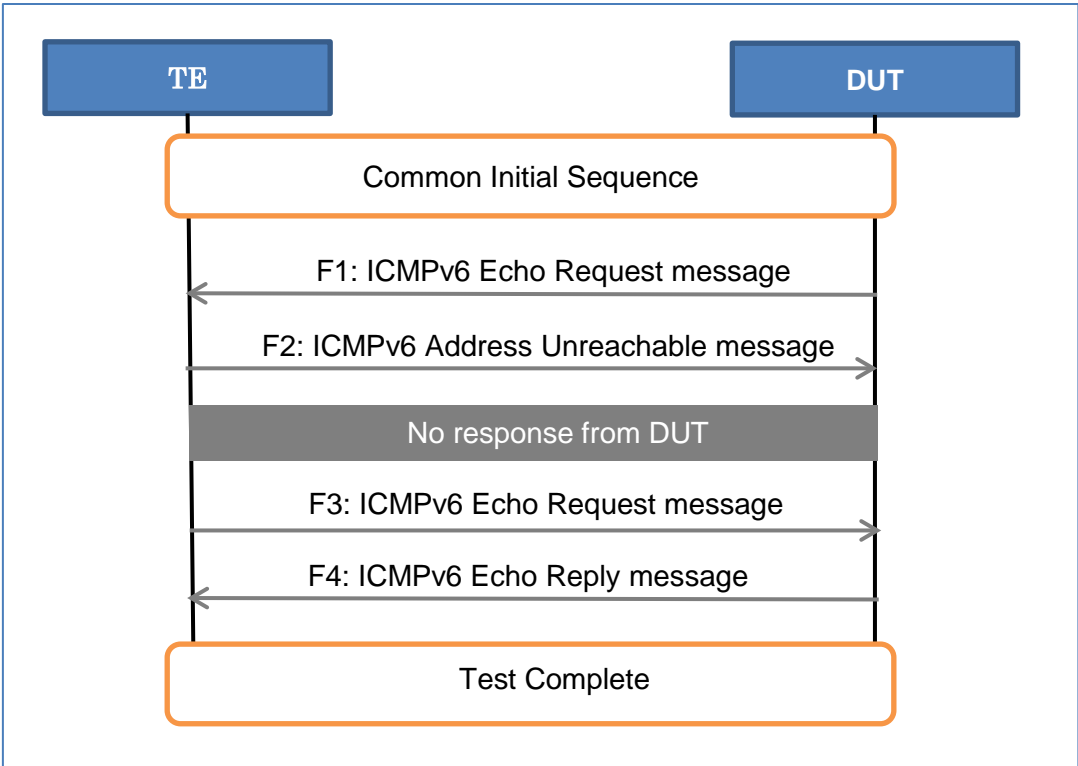 TE
DUT
Common Initial Sequence
F1: ICMPv6 Echo Request message
F2: ICMPv6 Address Unreachable message
No response from DUT
F3: ICMPv6 Echo Request message
F4: ICMPv6 Echo Reply message
Test Complete